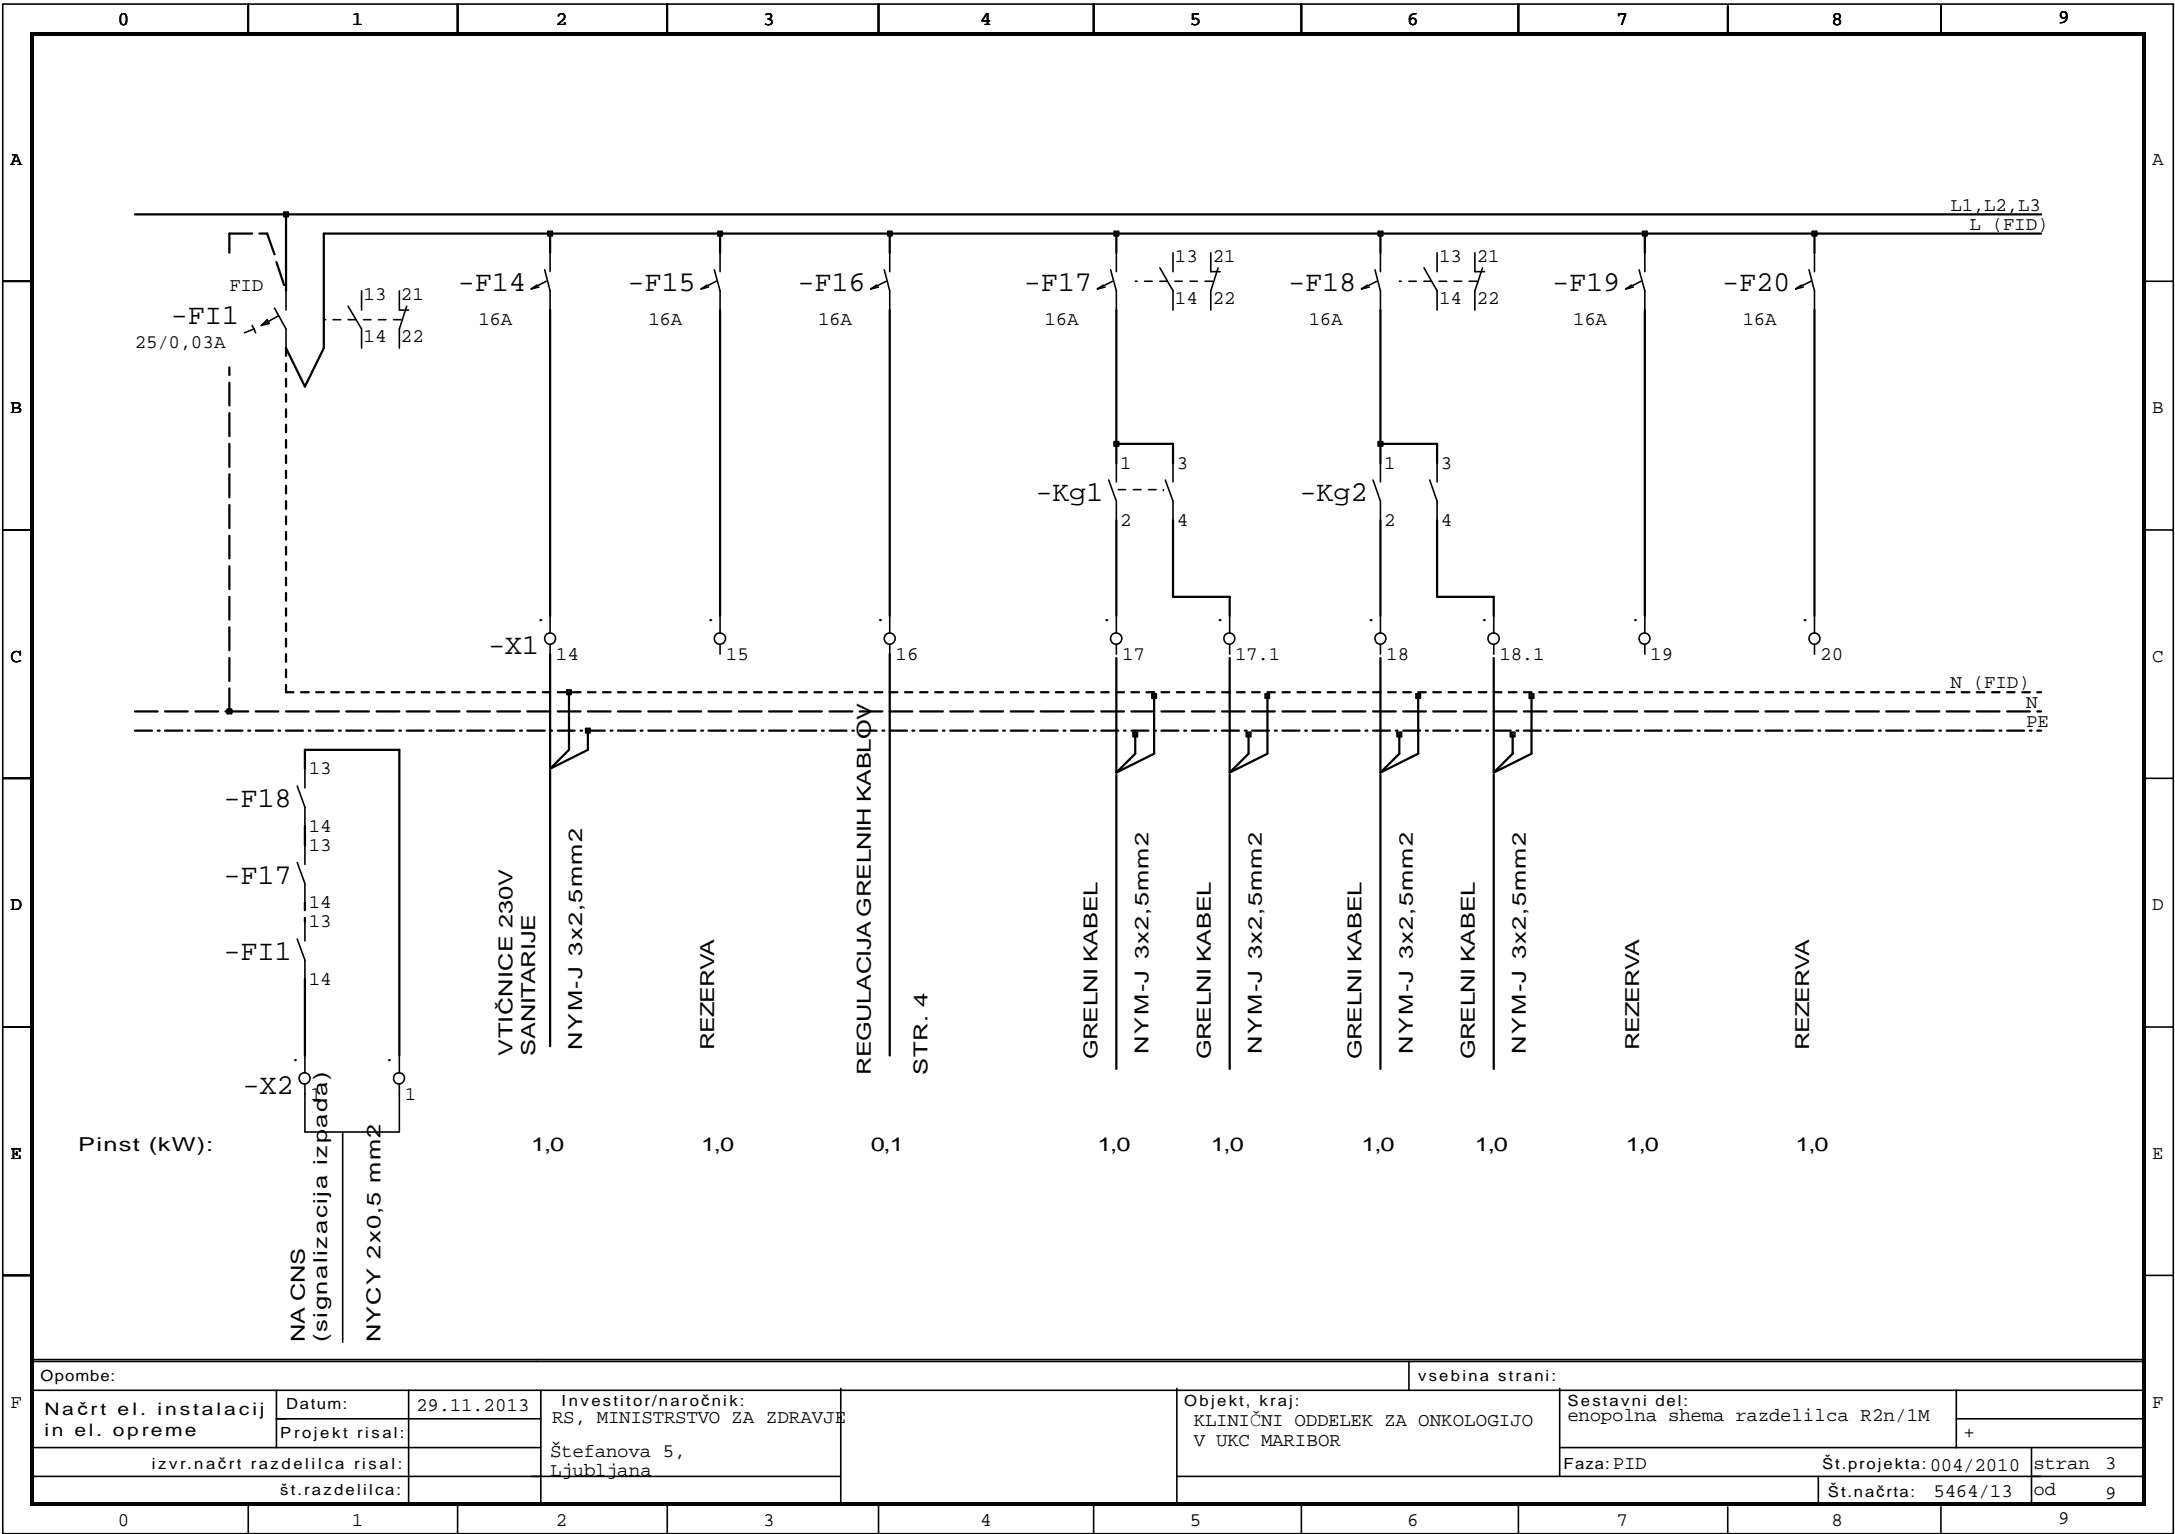 0 1 2 3 4 5 6 7 8 9
A A
L1,L2,L3
L (FID)
FID
-FI1
25/0,03A
13 21
14 22
-F14
16A
-F15
16A
-F16
16A
-F17
16A
13 21
14 22
-F18
16A
13 21
14 22
-F19
16A
-F20
16A
B B
-Kg1
1 3
2 4
-Kg2
1 3
2 4
C C
-X1
14
15
16
17
17.1
18
18.1
19
20
N (FID)
N
PE
13
-F18
14
13
-F17
14
13
-FI1
14
D D
-X2
1
1
VTIČNICE 230V
SANITARIJE
NYM-J 3x2,5mm2
REZERVA
REGULACIJA GRELNIH KABLOV
STR. 4
GRELNI KABEL
NYM-J 3x2,5mm2
GRELNI KABEL
NYM-J 3x2,5mm2
GRELNI KABEL
NYM-J 3x2,5mm2
GRELNI KABEL
NYM-J 3x2,5mm2
REZERVA
REZERVA
E E
Pinst (kW): 1,0 1,0 0,1 1,0 1,0 1,0 1,0 1,0 1,0
NA CNS
(signalizacija izpada)
NYCY 2x0,5 mm2
F F
Opombe:
vsebina strani:
Načrt el. instalacij
in el. opreme
Datum: 29.11.2013
Projekt risal:
izvr.načrt razdelilca risal:
št.razdelilca:
Investitor/naročnik:
RS, MINISTRSTVO ZA ZDRAVJE
Štefanova 5,
Ljubljana
Objekt, kraj:
KLINIČNI ODDELEK ZA ONKOLOGIJO
V UKC MARIBOR
Sestavni del:
enopolna shema razdelilca R2n/1M
+
Faza: PID
Št.projekta: 004/2010
stran 3
Št.načrta: 5464/13
od 9
0 1 2 3 4 5 6 7 8 9